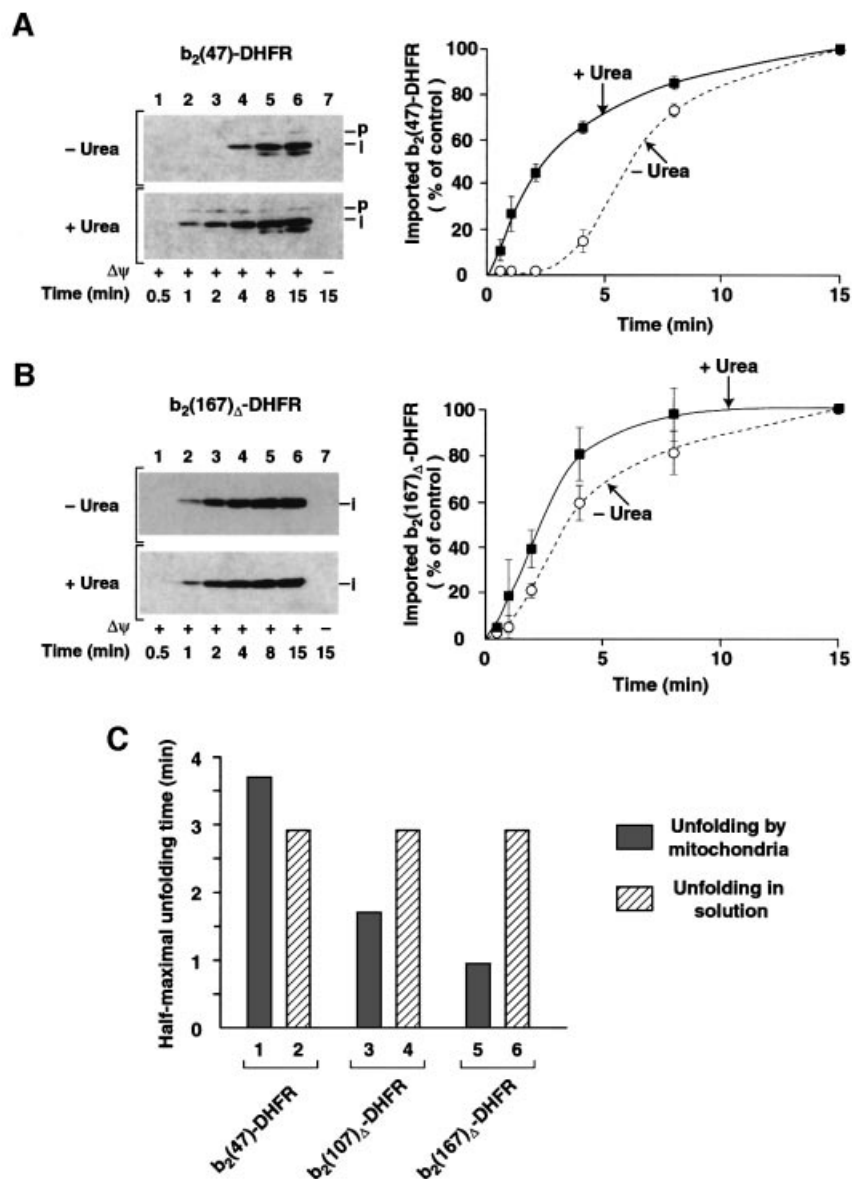 A
b2(47)-DHFR
1 2 3 4 5 6 7
– Urea
p
I
+ Urea
p
I
Δψ + + + + + + –
Time (min) 0.5 1 2 4 8 15 15
Imported b2(47)-DHFR
( % of control)
100
80
60
40
20
0
+ Urea
– Urea
0 5 10 15
Time (min)
B
b2(167)Δ-DHFR
1 2 3 4 5 6 7
– Urea
i
+ Urea
i
Δψ + + + + + + –
Time (min) 0.5 1 2 4 8 15 15
Imported b2(167)Δ-DHFR
( % of control)
100
80
60
40
20
0
+ Urea
– Urea
0 5 10 15
Time (min)
C
Half-maximal unfolding time (min)
4
3
2
1
0
1 2 3 4 5 6
b2(47)-DHFR
b2(107)Δ-DHFR
b2(167)Δ-DHFR
Unfolding by
mitochondria
Unfolding in
solution